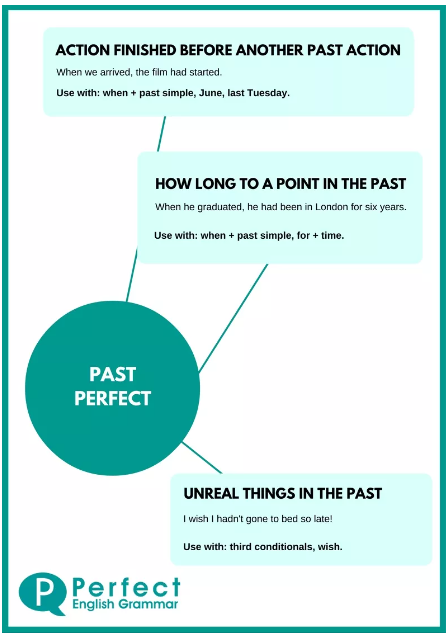 ACTION FINISHED BEFORE ANOTHER PAST ACTION
When we arrived, the film had started.
Use with: when + past simple, June, last Tuesday.
HOW LONG TO A POINT IN THE PAST
When he graduated, he had been in London for six years.
Use with: when + past simple, for + time.
PAST
PERFECT
UNREAL THINGS IN THE PAST
I wish I hadn't gone to bed so late!
Use with: third conditionals, wish.
P Perfect
English Grammar